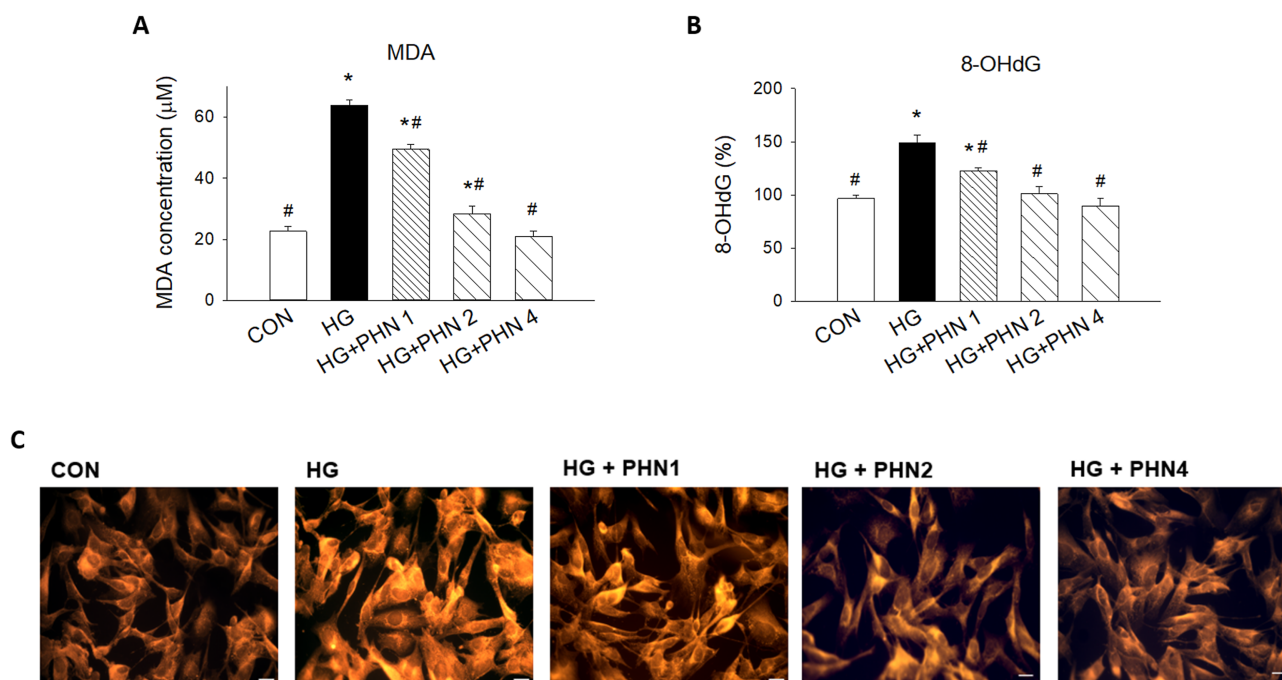 A
MDA
MDA concentration (μM)
60
40
20
0
*
*#
*#
#
#
CON
HG
HG+PHN 1
HG+PHN 2
HG+PHN 4
B
8-OHdG
8-OHdG (%)
200
150
100
50
0
*
*#
#
#
#
CON
HG
HG+PHN 1
HG+PHN 2
HG+PHN 4
C
CON
HG
HG + PHN1
HG + PHN2
HG + PHN4